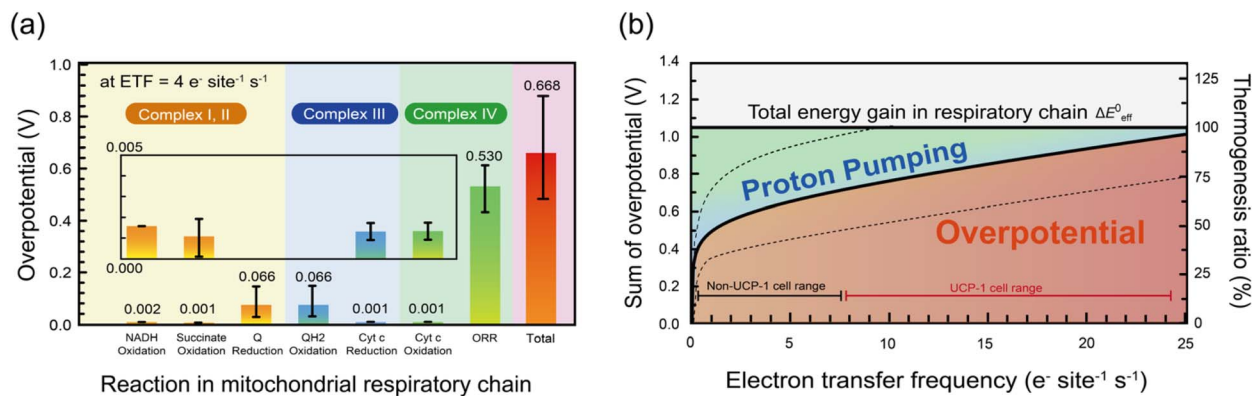 (a)
Overpotential (V)
1.0
0.8
0.6
0.4
0.2
0.0
at ETF = 4 e- site-1 s-1
Complex I, II
Complex III
Complex IV
0.005
0.000
0.002
0.001
0.066
0.066
0.001
0.001
0.530
0.668
NADH
Oxidation
Succinate
Oxidation
Q
Reduction
QH2
Oxidation
Cyt c
Reduction
Cyt c
Oxidation
ORR
Total
Reaction in mitochondrial respiratory chain
(b)
Sum of overpotential (V)
1.4
1.2
1.0
0.8
0.6
0.4
0.2
0.0
Total energy gain in respiratory chain ΔE⁰eff
Proton Pumping
Overpotential
Non-UCP-1 cell range
UCP-1 cell range
125
100
75
50
25
0
Thermogenesis ratio (%)
0
5
10
15
20
25
Electron transfer frequency (e- site-1 s-1)